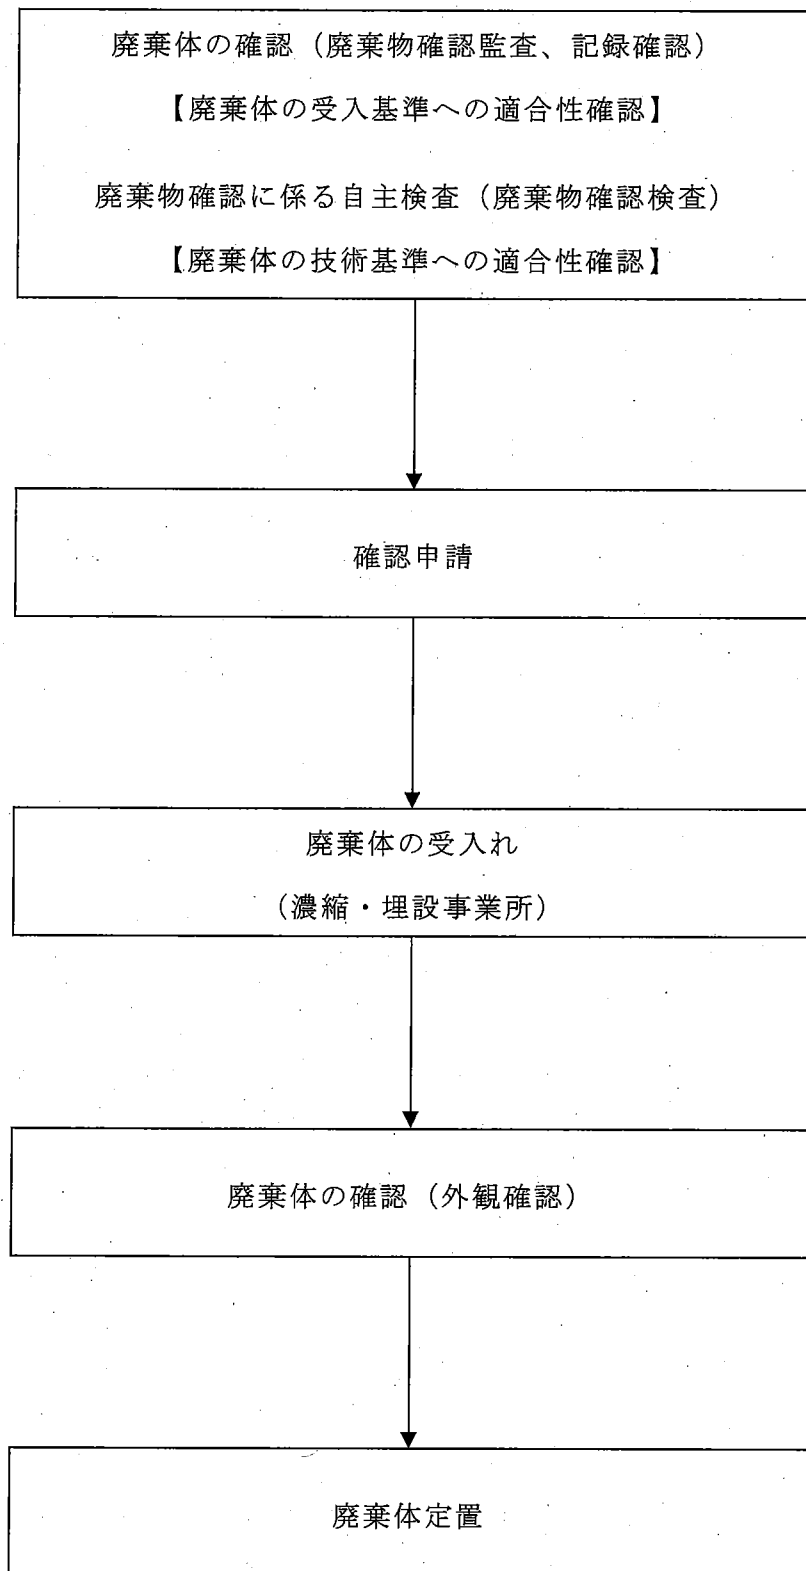 廃棄体の確認（廃棄物確認監査、記録確認）
【廃棄体の受入基準への適合性確認】
廃棄物確認に係る自主検査（廃棄物確認検査）
【廃棄体の技術基準への適合性確認】
確認申請
廃棄体の受入れ
（濃縮・埋設事業所）
廃棄体の確認（外観確認）
廃棄体定置